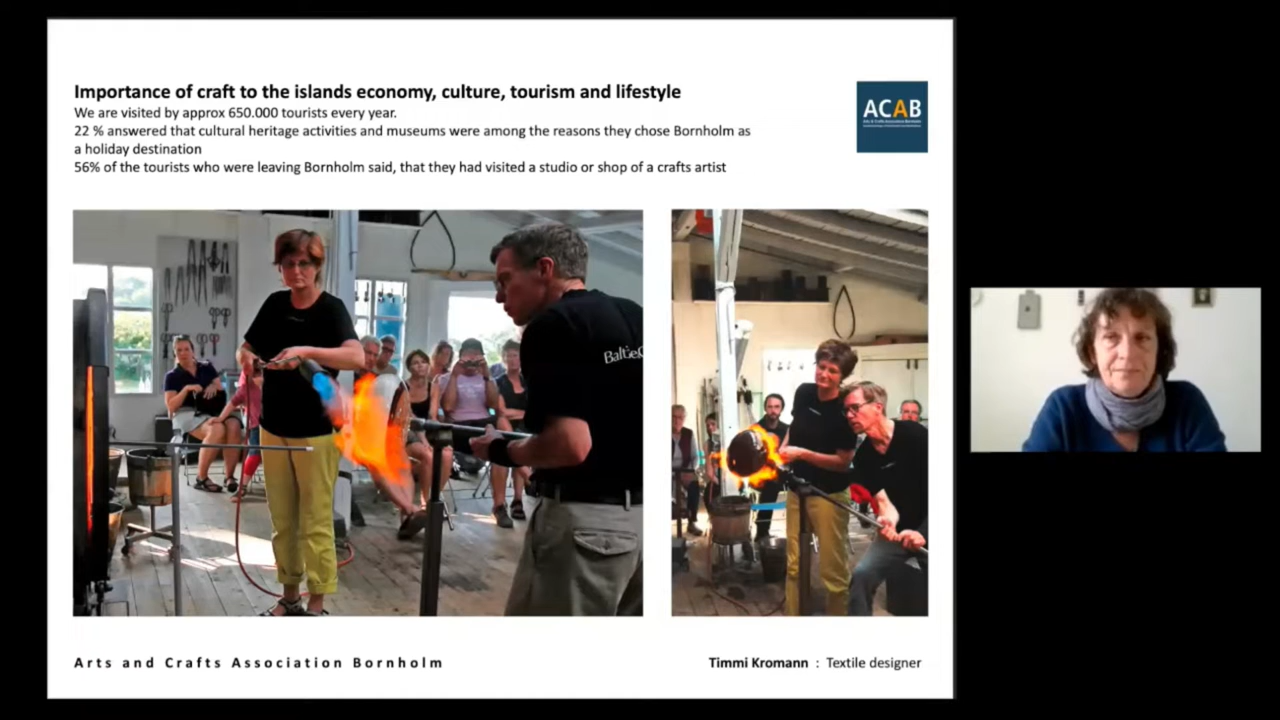 Importance of craft to the islands economy, culture, tourism and lifestyle
We are visited by approx 650.000 tourists every year.
22 % answered that cultural heritage activities and museums were among the reasons they chose Bornholm as
a holiday destination
56% of the tourists who were leaving Bornholm said, that they had visited a studio or shop of a crafts artist
ACAB
Arts and Crafts Association Bornholm
Timmi Kromann : Textile designer